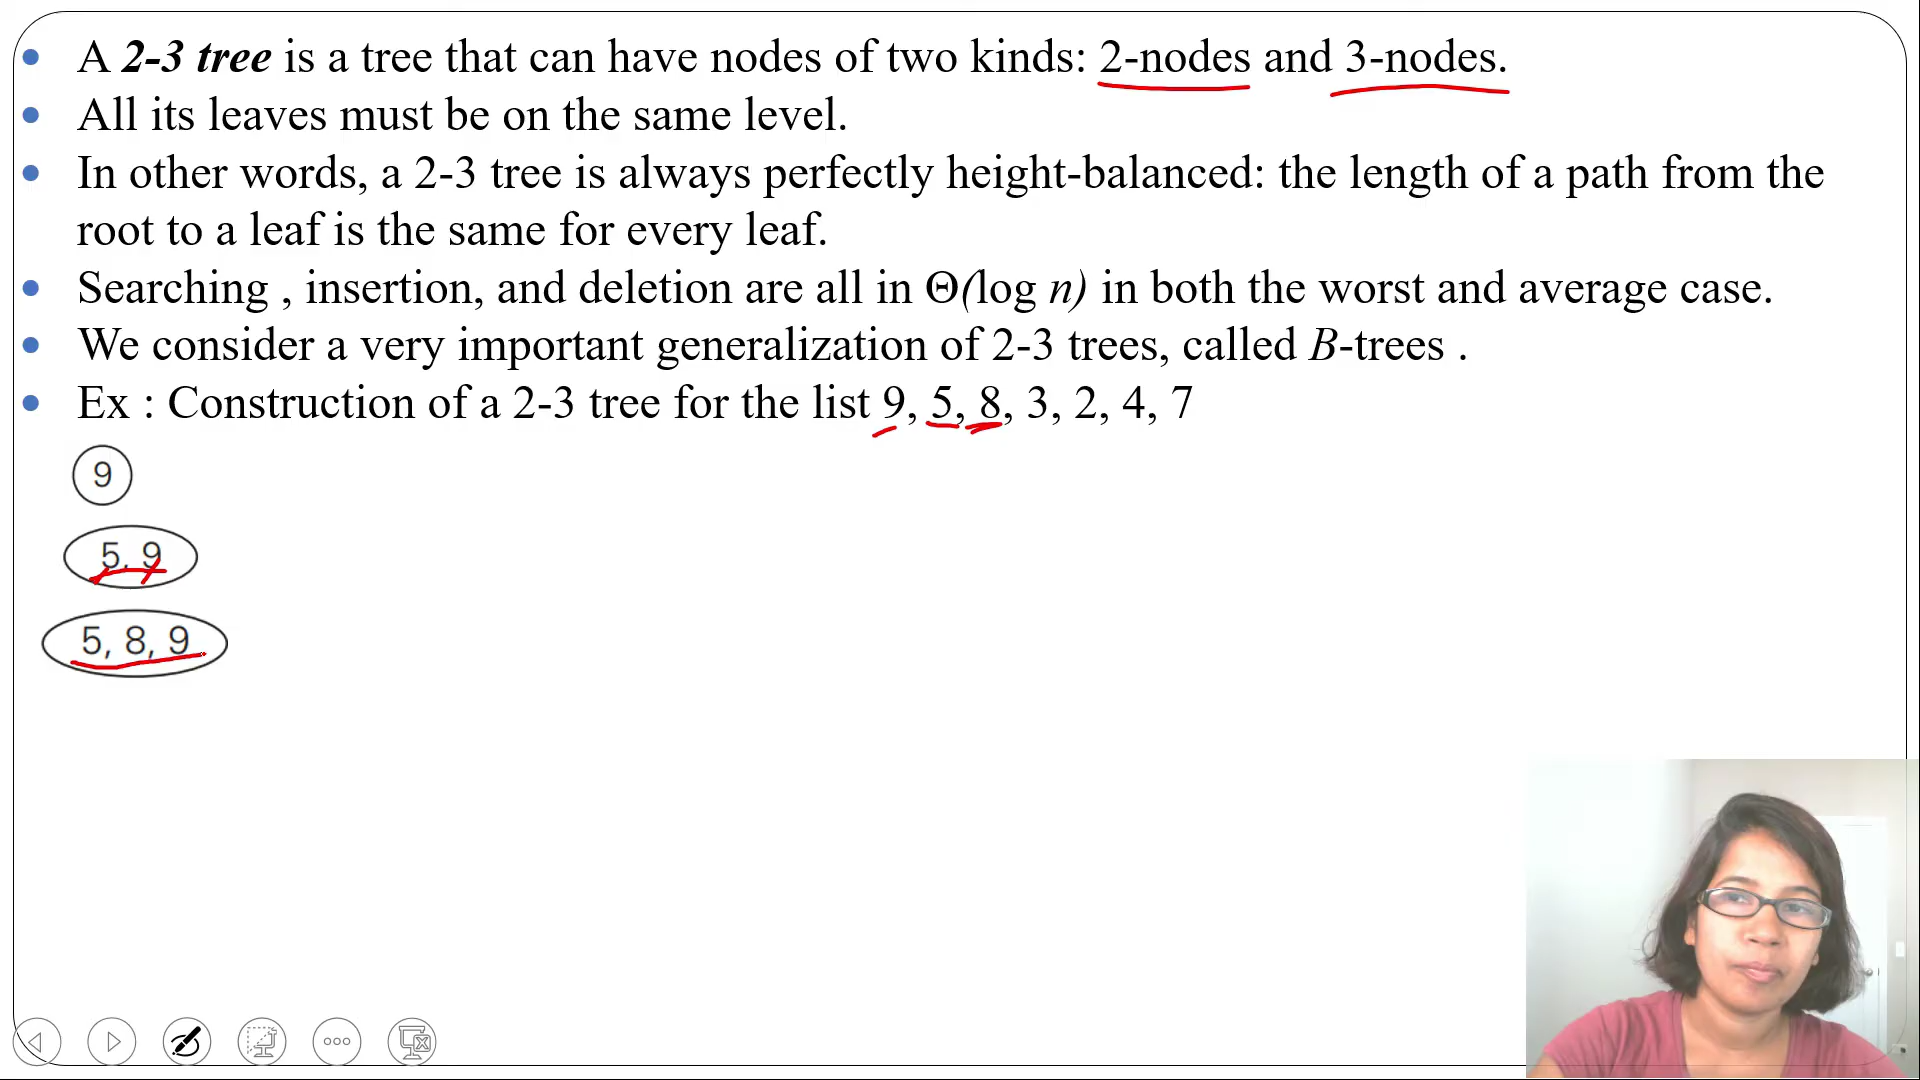 A 2-3 tree is a tree that can have nodes of two kinds: 2-nodes and 3-nodes.
All its leaves must be on the same level.
In other words, a 2-3 tree is always perfectly height-balanced: the length of a path from the
root to a leaf is the same for every leaf.
Searching , insertion, and deletion are all in Θ(log n) in both the worst and average case.
We consider a very important generalization of 2-3 trees, called B-trees .
Ex : Construction of a 2-3 tree for the list 9, 5, 8, 3, 2, 4, 7
9
5, 9
5, 8, 9